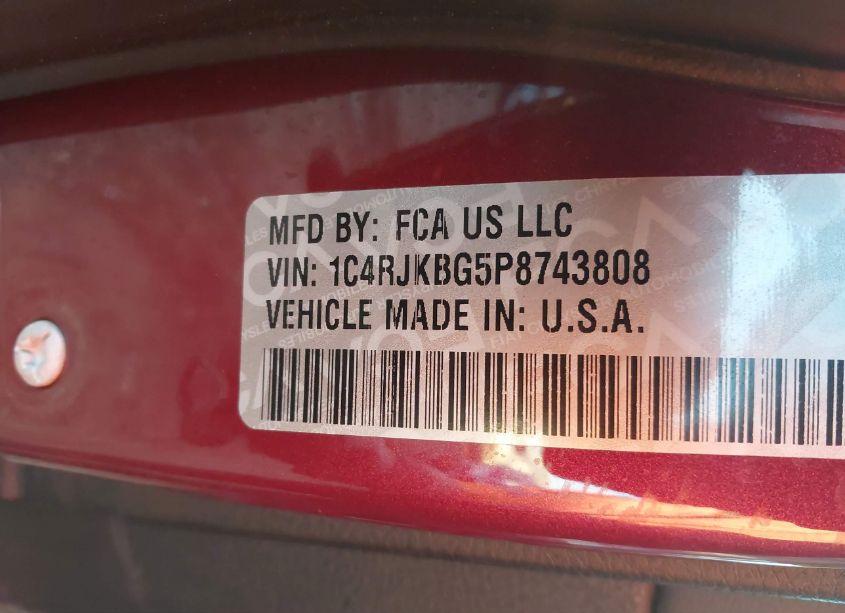 MFD BY: FCA US LLC
VIN: 1C4RJKBG5P8743808
VEHICLE MADE IN: U.S.A.